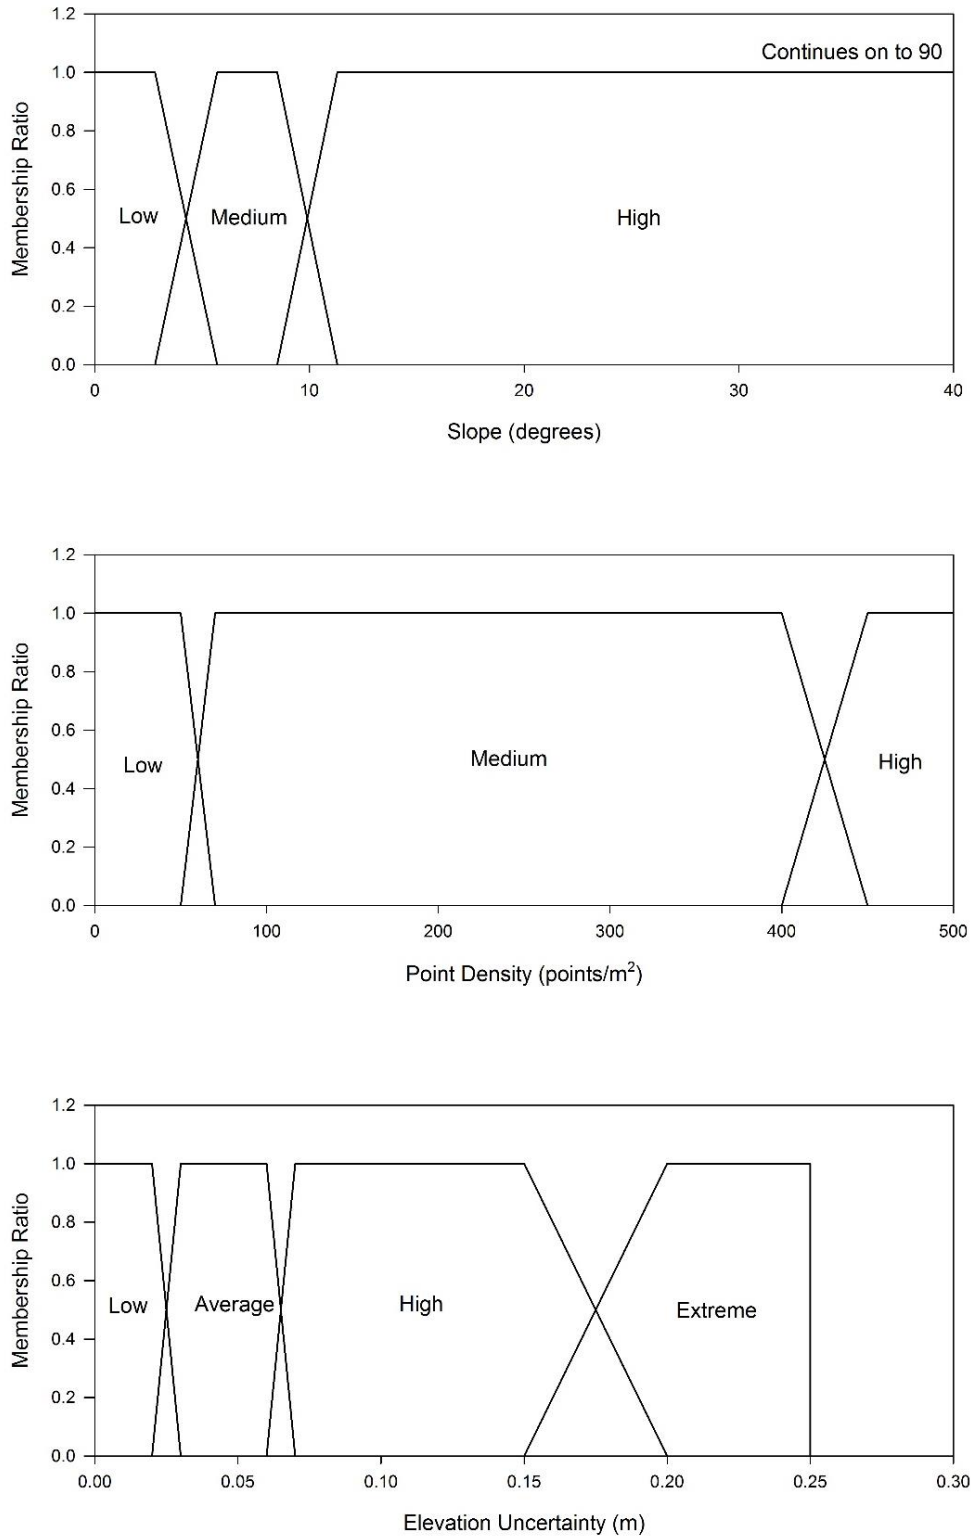 1.2
Continues on to 90
1.0
0.8
0.6
Low Medium High
0.4
0.2
0.0
0 10 20 30 40
Membership Ratio
Slope (degrees)
1.2
1.0
0.8
0.6
Low Medium High
0.4
0.2
0.0
0 100 200 300 400 500
Membership Ratio
Point Density (points/m²)
1.2
1.0
0.8
0.6
Low Average High Extreme
0.4
0.2
0.0
0.00 0.05 0.10 0.15 0.20 0.25 0.30
Membership Ratio
Elevation Uncertainty (m)